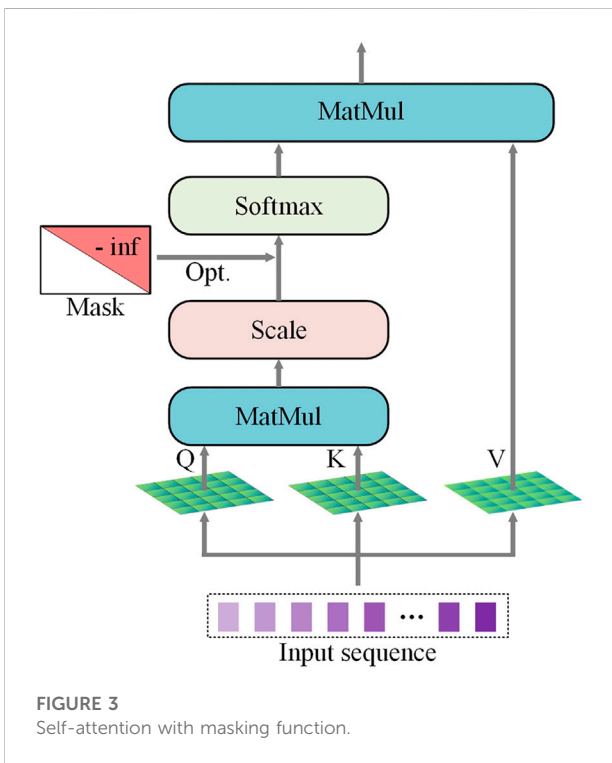 MatMul
Softmax
- inf
Opt.
Mask
Scale
MatMul
Q K V
...
Input sequence
FIGURE 3
Self-attention with masking function.